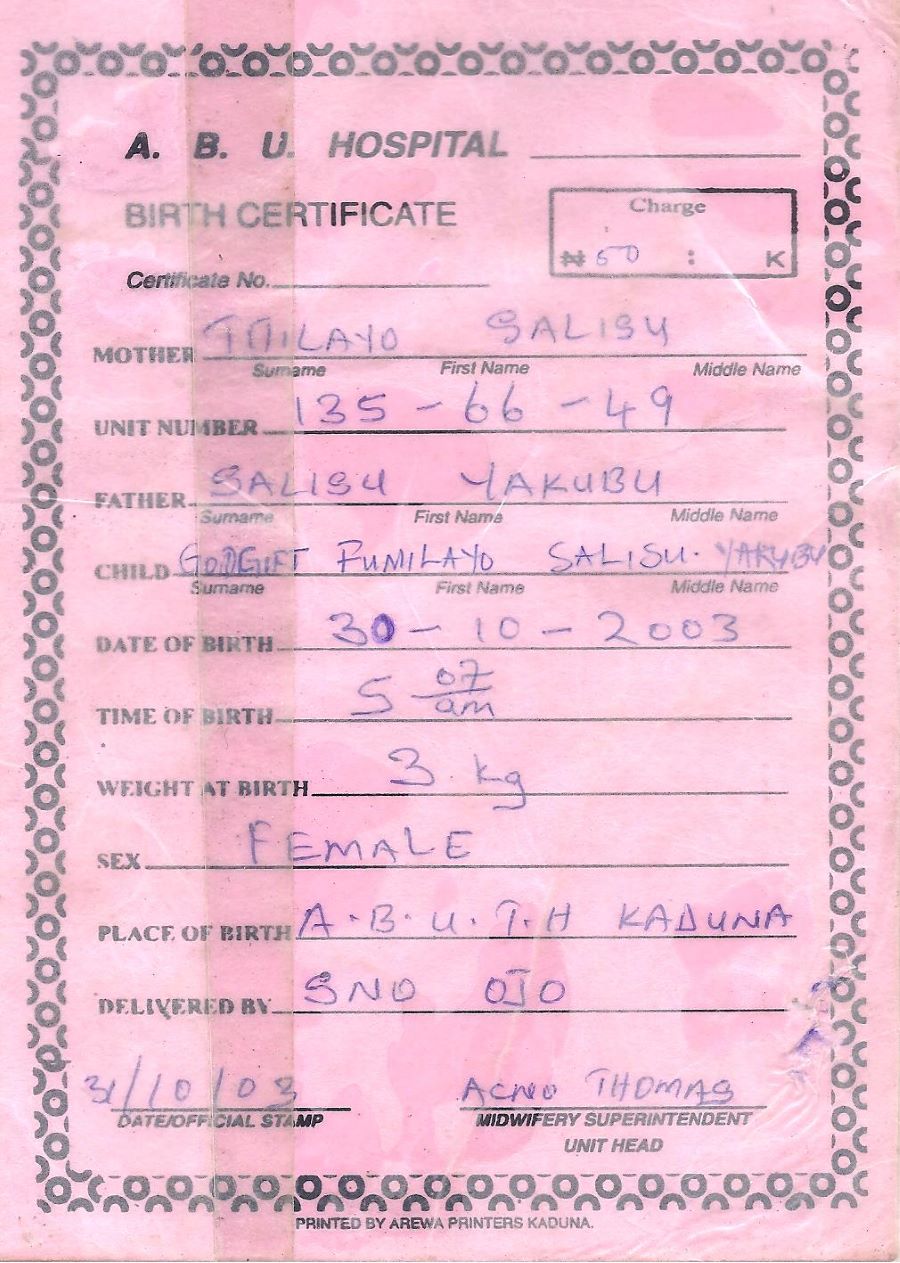 A. B. U. HOSPITAL
BIRTH CERTIFICATE
Charge
₦ 50 : K
Certificate No.
MOTHER TITILAYO SALISU
Surname First Name Middle Name
UNIT NUMBER 135 - 66 - 49
FATHER SALISU YAKUBU
Surname First Name Middle Name
CHILD GODGIFT FUMILAYO SALISU. YAKUBU
Surname First Name Middle Name
DATE OF BIRTH 30 - 10 - 2003
TIME OF BIRTH 5 07 am
WEIGHT AT BIRTH 3. kg
SEX FEMALE
PLACE OF BIRTH A.B.U.T.H KADUNA
DELIVERED BY SNO OJO
31/10/03 ACNO THOMAS
DATE/OFFICIAL STAMP MIDWIFERY SUPERINTENDENT
UNIT HEAD
PRINTED BY AREWA PRINTERS KADUNA.